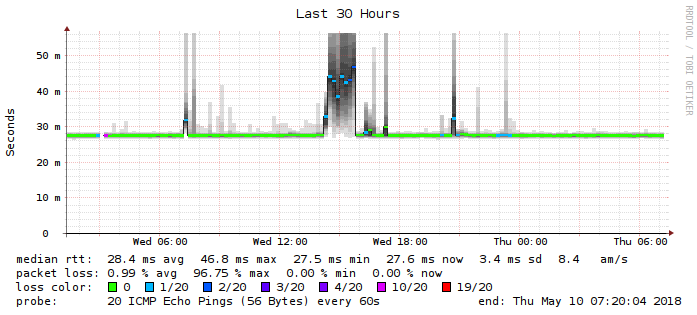 Last 30 Hours
RRDTOOL / TOBI OETIKER
Seconds
50 m
40 m
30 m
20 m
10 m
0
Wed 06:00 Wed 12:00 Wed 18:00 Thu 00:00 Thu 06:00
median rtt: 28.4 ms avg 46.8 ms max 27.5 ms min 27.6 ms now 3.4 ms sd 8.4 am/s
packet loss: 0.99 % avg 96.75 % max 0.00 % min 0.00 % now
loss color: 0 1/20 2/20 3/20 4/20 10/20 19/20
probe: 20 ICMP Echo Pings (56 Bytes) every 60s end: Thu May 10 07:20:04 2018